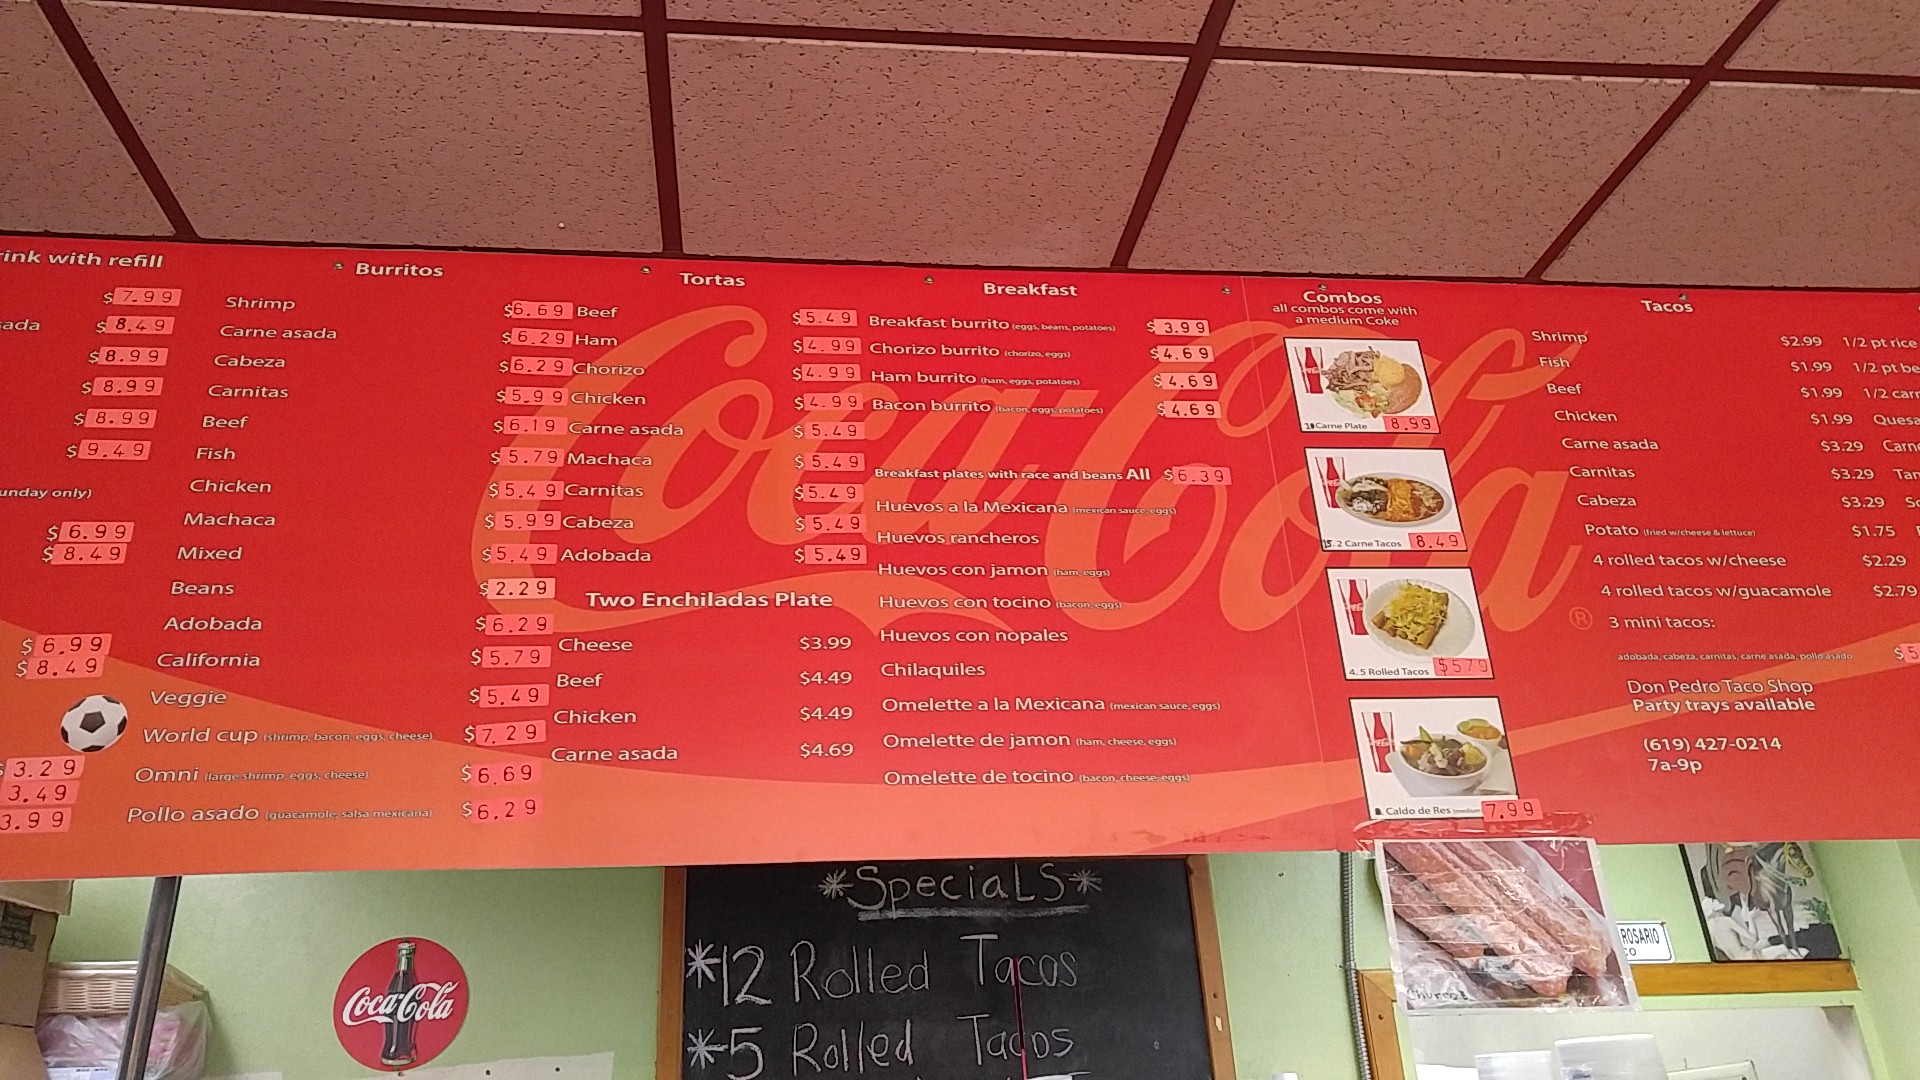 rink with refill
$7.99
ada $8.49
$8.99
$8.99
$8.99
$9.49
unday only)
$6.99
$8.49
$6.99
$8.49
$3.29
3.49
3.99
Burritos
Shrimp $6.69
Carne asada $6.29
Cabeza $6.29
Carnitas $5.99
Beef $6.19
Fish $5.79
Chicken $5.49
Machaca $5.99
Mixed $5.49
Beans $2.29
Adobada $6.29
California $5.79
Veggie $5.49
World cup (shrimp, bacon, eggs, cheese) $7.29
Omni (large shrimp, eggs, cheese) $6.69
Pollo asado (guacamole, salsa mexicana) $6.29
Tortas
Beef $5.49
Ham $4.99
Chorizo $4.99
Chicken $4.99
Carne asada $5.49
Machaca $5.49
Carnitas $5.49
Cabeza $5.49
Adobada $5.49
Two Enchiladas Plate
Cheese $3.99
Beef $4.49
Chicken $4.49
Carne asada $4.69
Breakfast
Breakfast burrito (eggs, beans, potatoes) $3.99
Chorizo burrito (chorizo, eggs) $4.69
Ham burrito (ham, eggs, potatoes) $4.69
Bacon burrito (bacon, eggs, potatoes) $4.69
Breakfast plates with race and beans All $6.39
Huevos a la Mexicana (mexican sauce, eggs)
Huevos rancheros
Huevos con jamon (ham, eggs)
Huevos con tocino (bacon, eggs)
Huevos con nopales
Chilaquiles
Omelette a la Mexicana (mexican sauce, eggs)
Omelette de jamon (ham, cheese, eggs)
Omelette de tocino (bacon, cheese, eggs)
Combos
all combos come with
a medium Coke
Carne Plate 8.99
15. 2 Carne Tacos 8.49
4. 5 Rolled Tacos $5.79
Caldo de Res 7.99
Tacos
Shrimp $2.99
Fish $1.99
Beef $1.99
Chicken $1.99
Carne asada $3.29
Carnitas $3.29
Cabeza $3.29
Potato (fried w/cheese & lettuce) $1.75
4 rolled tacos w/cheese $2.29
4 rolled tacos w/guacamole $2.79
3 mini tacos:
adobada, cabeza, carnitas, carne asada, pollo asado $5
Don Pedro Taco Shop
Party trays available
(619) 427-0214
7a-9p
1/2 pt rice
1/2 pt be
1/2 carn
Quesa
Carn
Tan
Coca-Cola ®
Coca-Cola
*Specials*
*12 Rolled Tacos
*5 Rolled Tacos
Churros
ROSARIO
CO